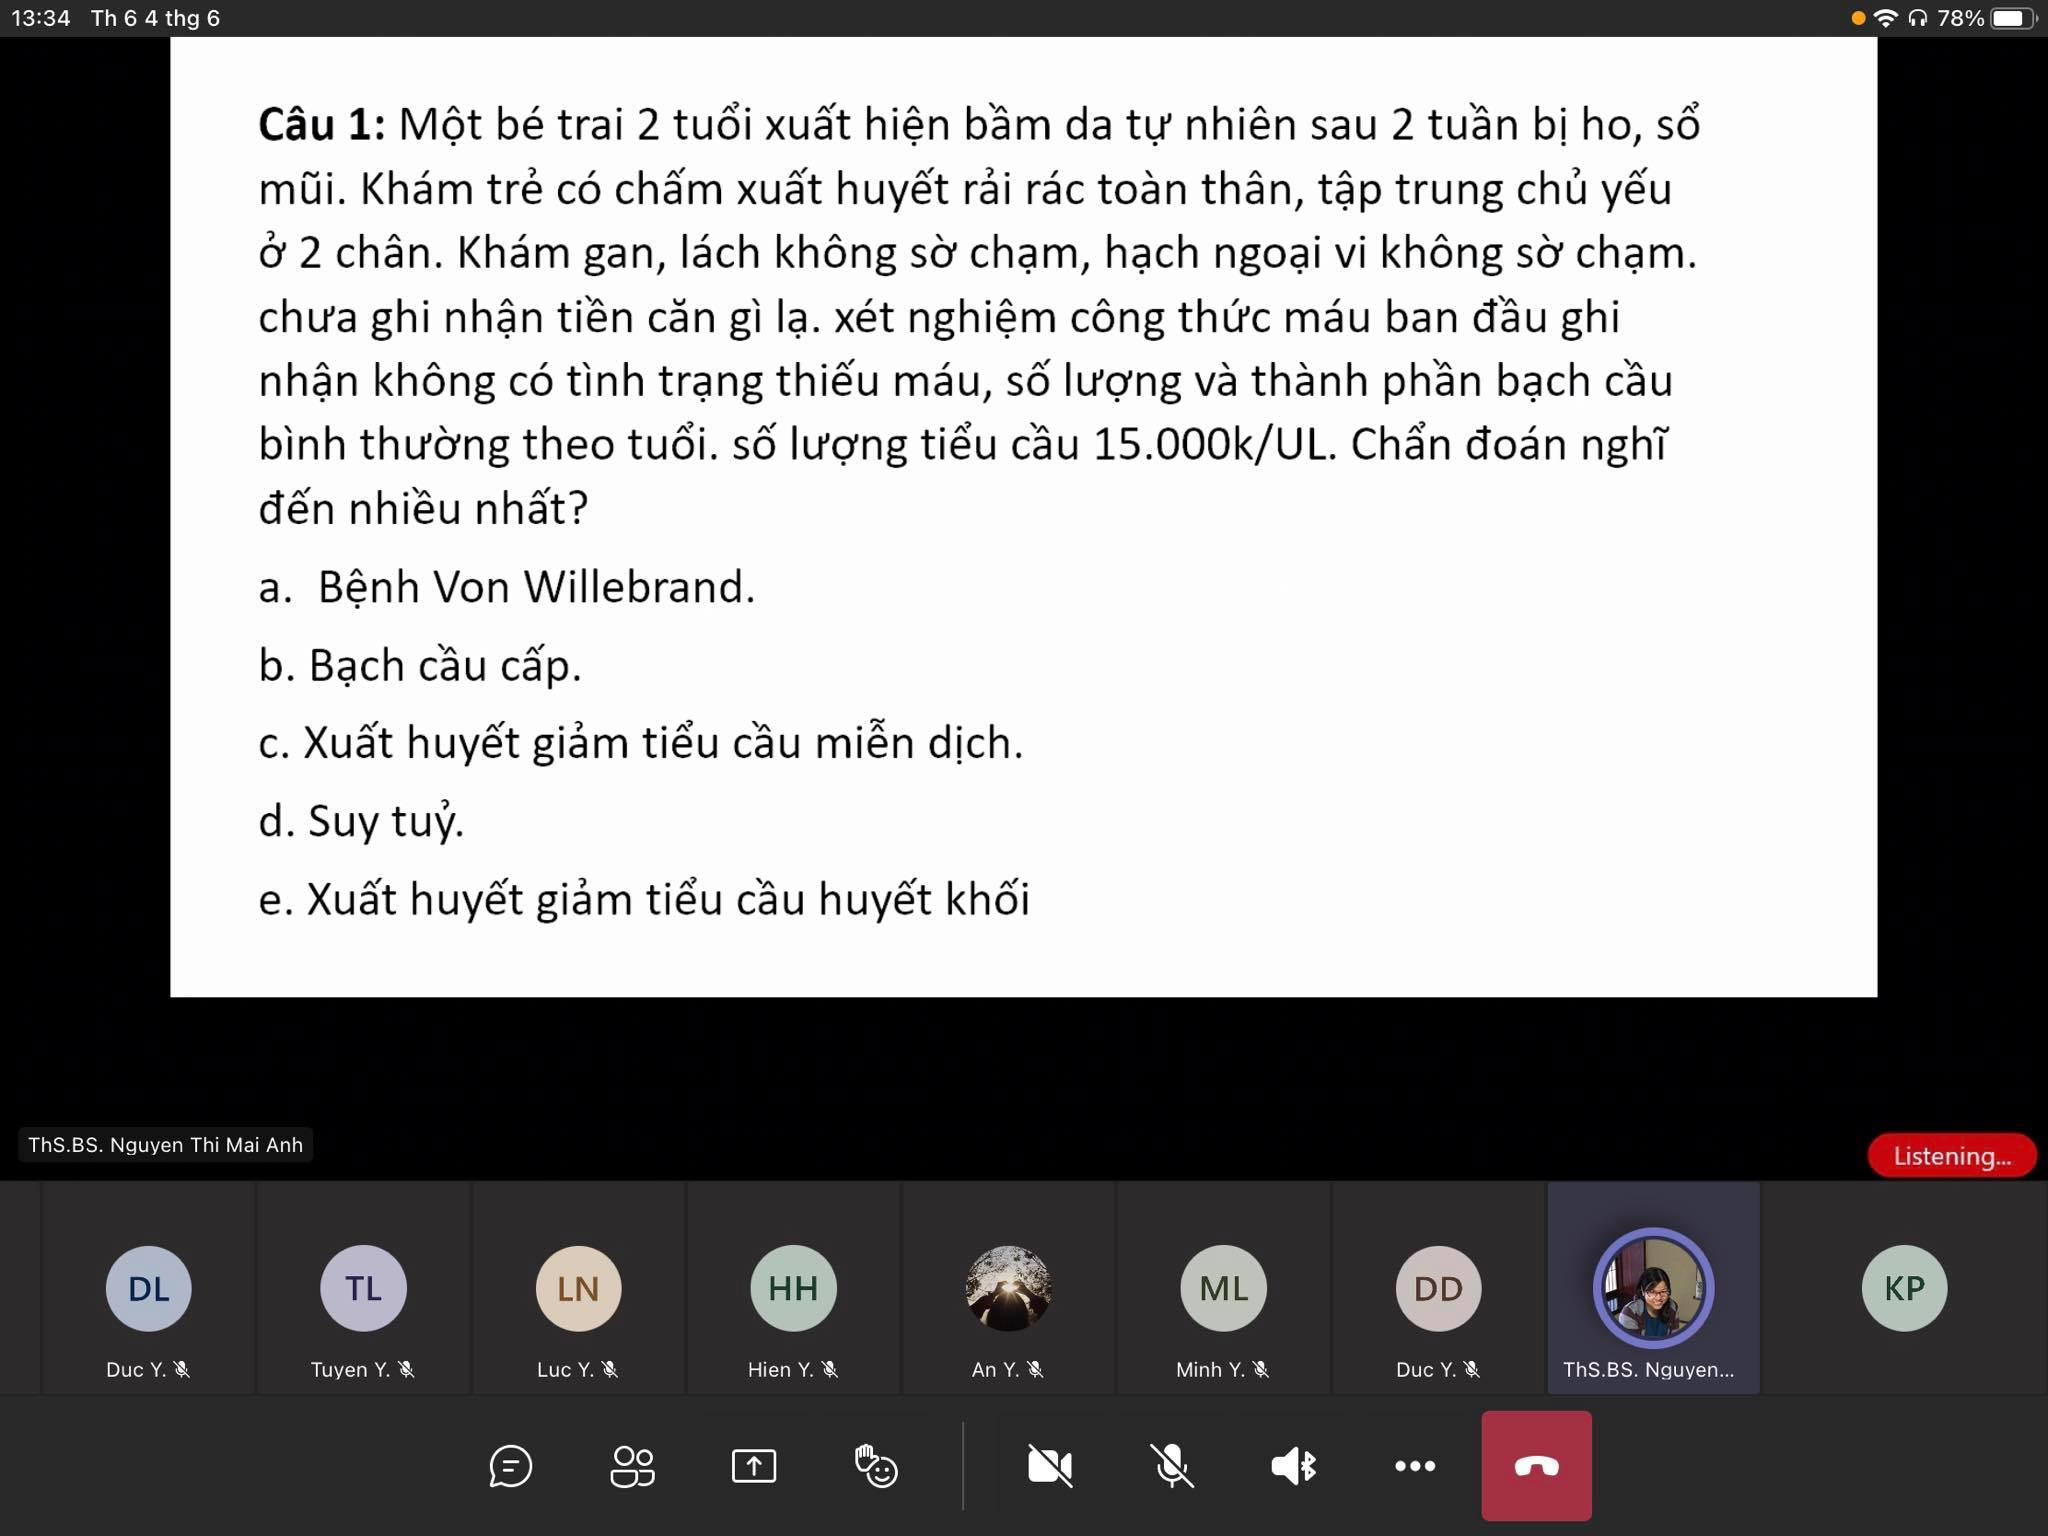 13:34 Th 6 4 thg 6
78%
Câu 1: Một bé trai 2 tuổi xuất hiện bầm da tự nhiên sau 2 tuần bị ho, sổ
mũi. Khám trẻ có chấm xuất huyết rải rác toàn thân, tập trung chủ yếu
ở 2 chân. Khám gan, lách không sờ chạm, hạch ngoại vi không sờ chạm.
chưa ghi nhận tiền căn gì lạ. xét nghiệm công thức máu ban đầu ghi
nhận không có tình trạng thiếu máu, số lượng và thành phần bạch cầu
bình thường theo tuổi. số lượng tiểu cầu 15.000k/UL. Chẩn đoán nghĩ
đến nhiều nhất?
a. Bệnh Von Willebrand.
b. Bạch cầu cấp.
c. Xuất huyết giảm tiểu cầu miễn dịch.
d. Suy tuỷ.
e. Xuất huyết giảm tiểu cầu huyết khối
ThS.BS. Nguyen Thi Mai Anh
Listening...
DL TL LN HH ML DD KP
Duc Y. Tuyen Y. Luc Y. Hien Y. An Y. Minh Y. Duc Y. ThS.BS. Nguyen...